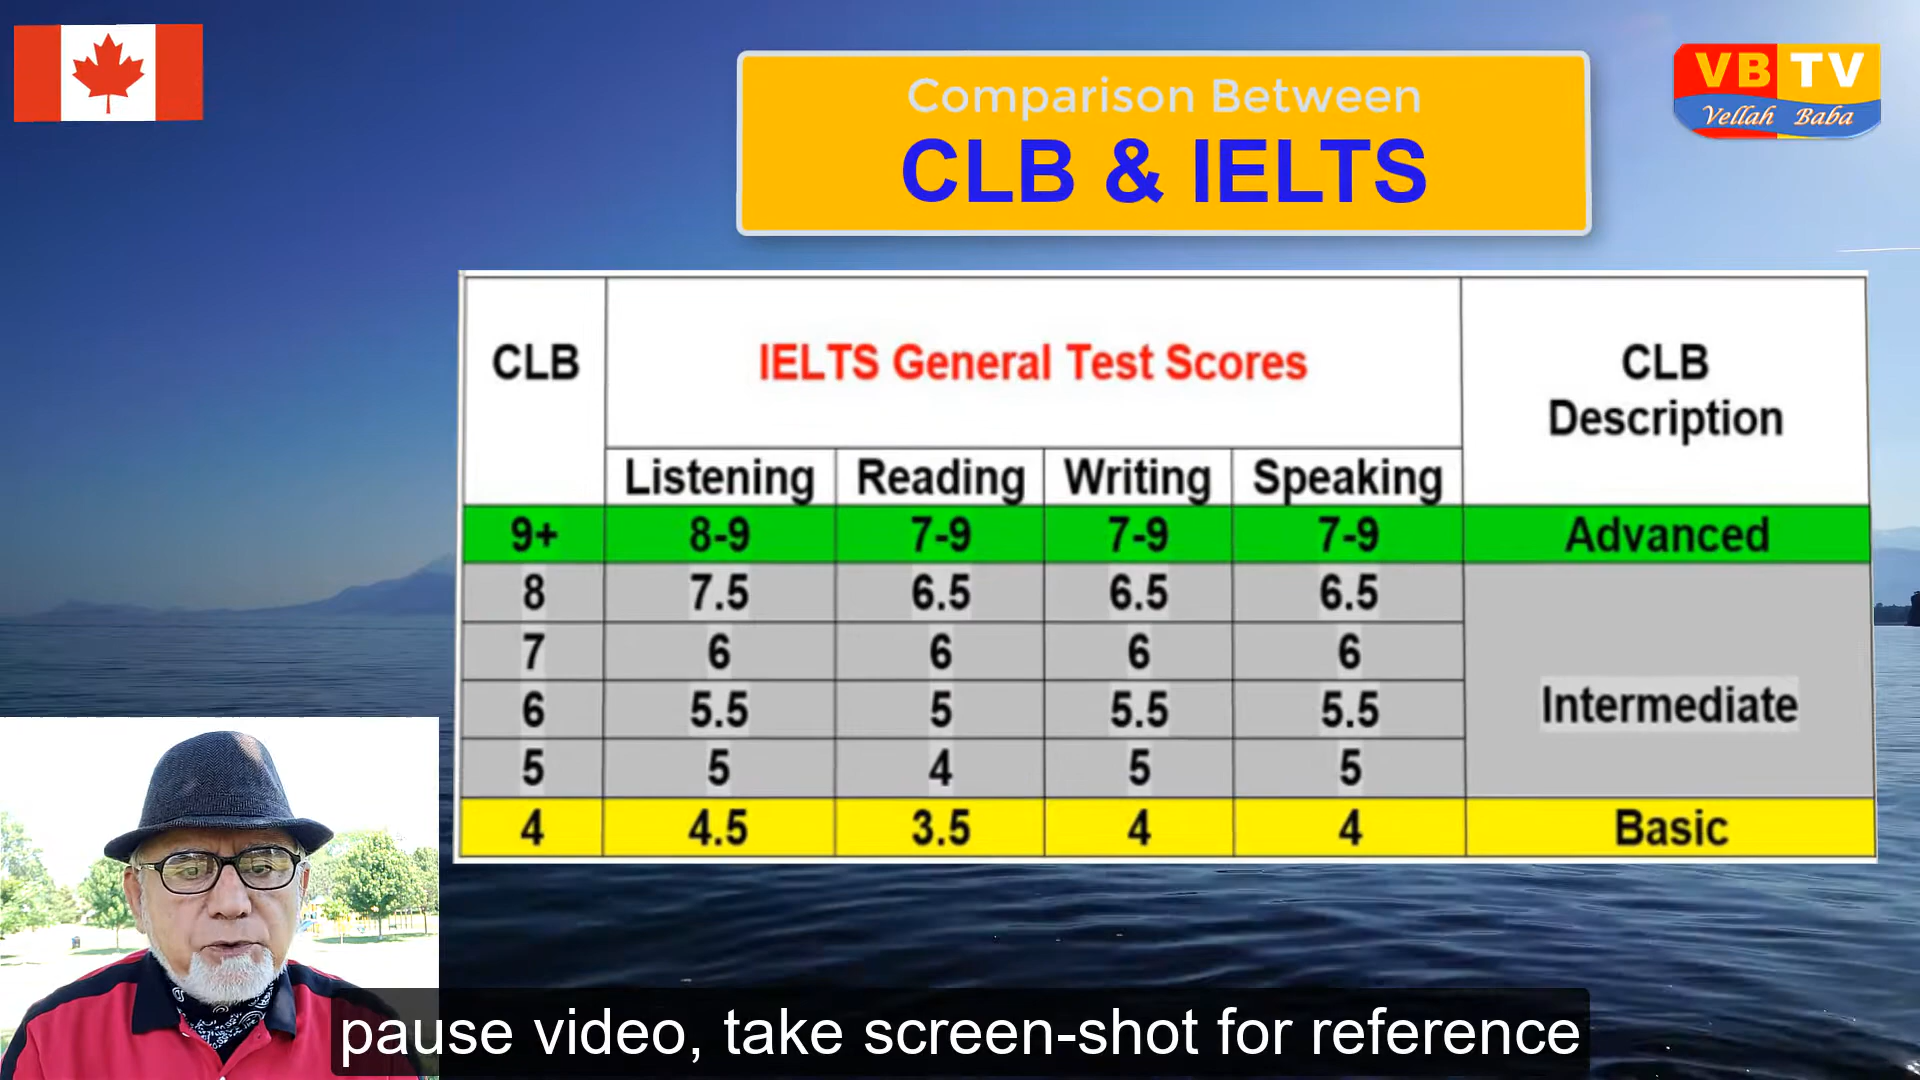 Comparison Between
CLB & IELTS
VB TV
Vellah Baba
CLB
IELTS General Test Scores
CLB
Description
Listening Reading Writing Speaking
9+ 8-9 7-9 7-9 7-9 Advanced
8 7.5 6.5 6.5 6.5
7 6 6 6 6
6 5.5 5 5.5 5.5 Intermediate
5 5 4 5 5
4 4.5 3.5 4 4 Basic
pause video, take screen-shot for reference